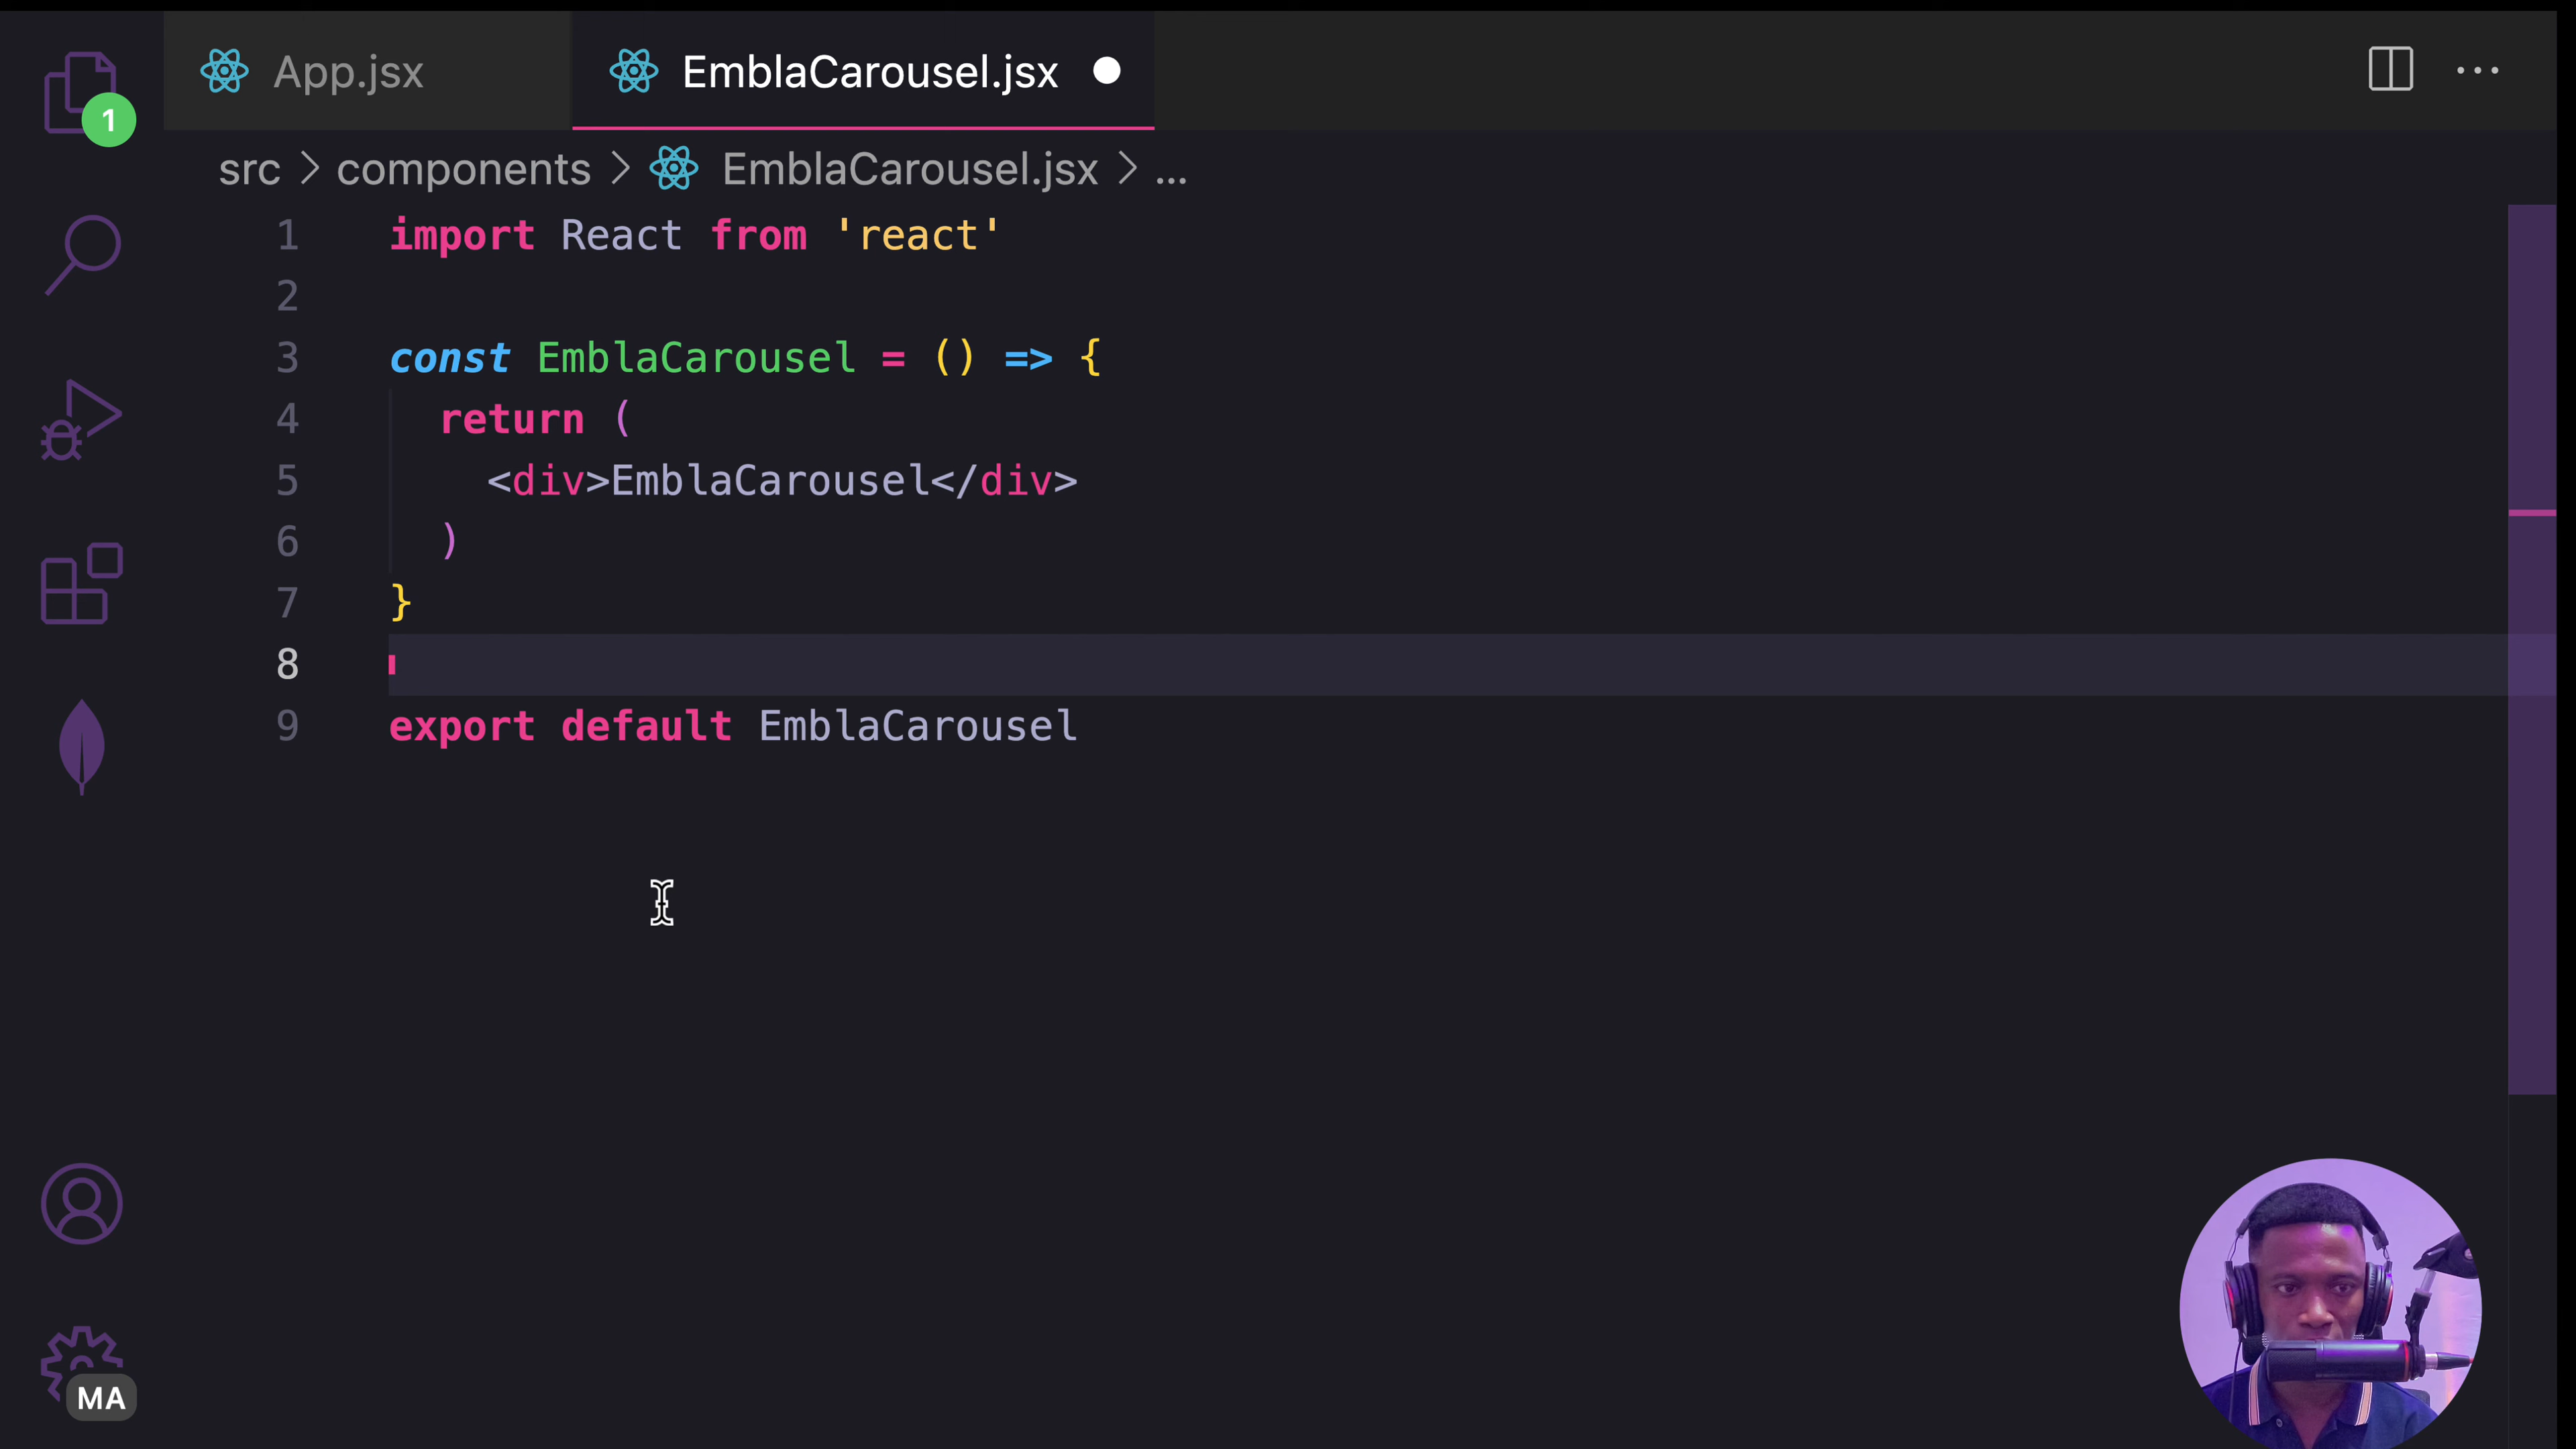 App.jsx
EmblaCarousel.jsx
1
src > components > EmblaCarousel.jsx > ...
1 import React from 'react'
2
3 const EmblaCarousel = () => {
4 return (
5 <div>EmblaCarousel</div>
6 )
7 }
8
9 export default EmblaCarousel
MA